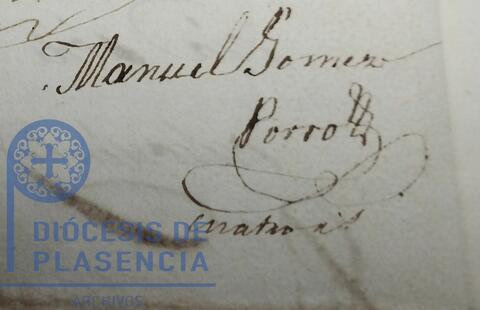 Manuel Gomez
Porro
DIÓCESIS DE
PLASENCIA
ARCHIVOS